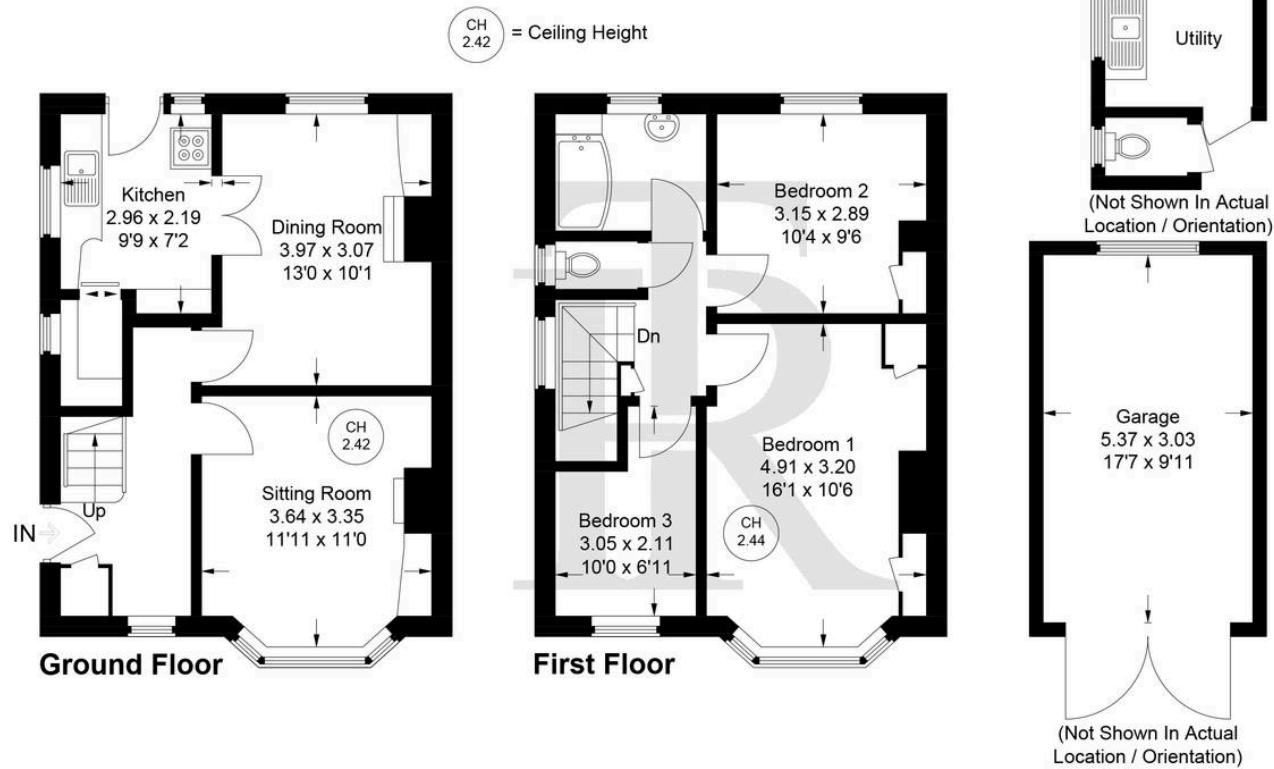 CH
2.42
= Ceiling Height
Utility
(Not Shown In Actual
Location / Orientation)
Kitchen
2.96 x 2.19
9'9 x 7'2
Dining Room
3.97 x 3.07
13'0 x 10'1
CH
2.42
Sitting Room
3.64 x 3.35
11'11 x 11'0
Up
IN
Ground Floor
Bedroom 2
3.15 x 2.89
10'4 x 9'6
Dn
Bedroom 1
4.91 x 3.20
16'1 x 10'6
CH
2.44
Bedroom 3
3.05 x 2.11
10'0 x 6'11
First Floor
Garage
5.37 x 3.03
17'7 x 9'11
(Not Shown In Actual
Location / Orientation)